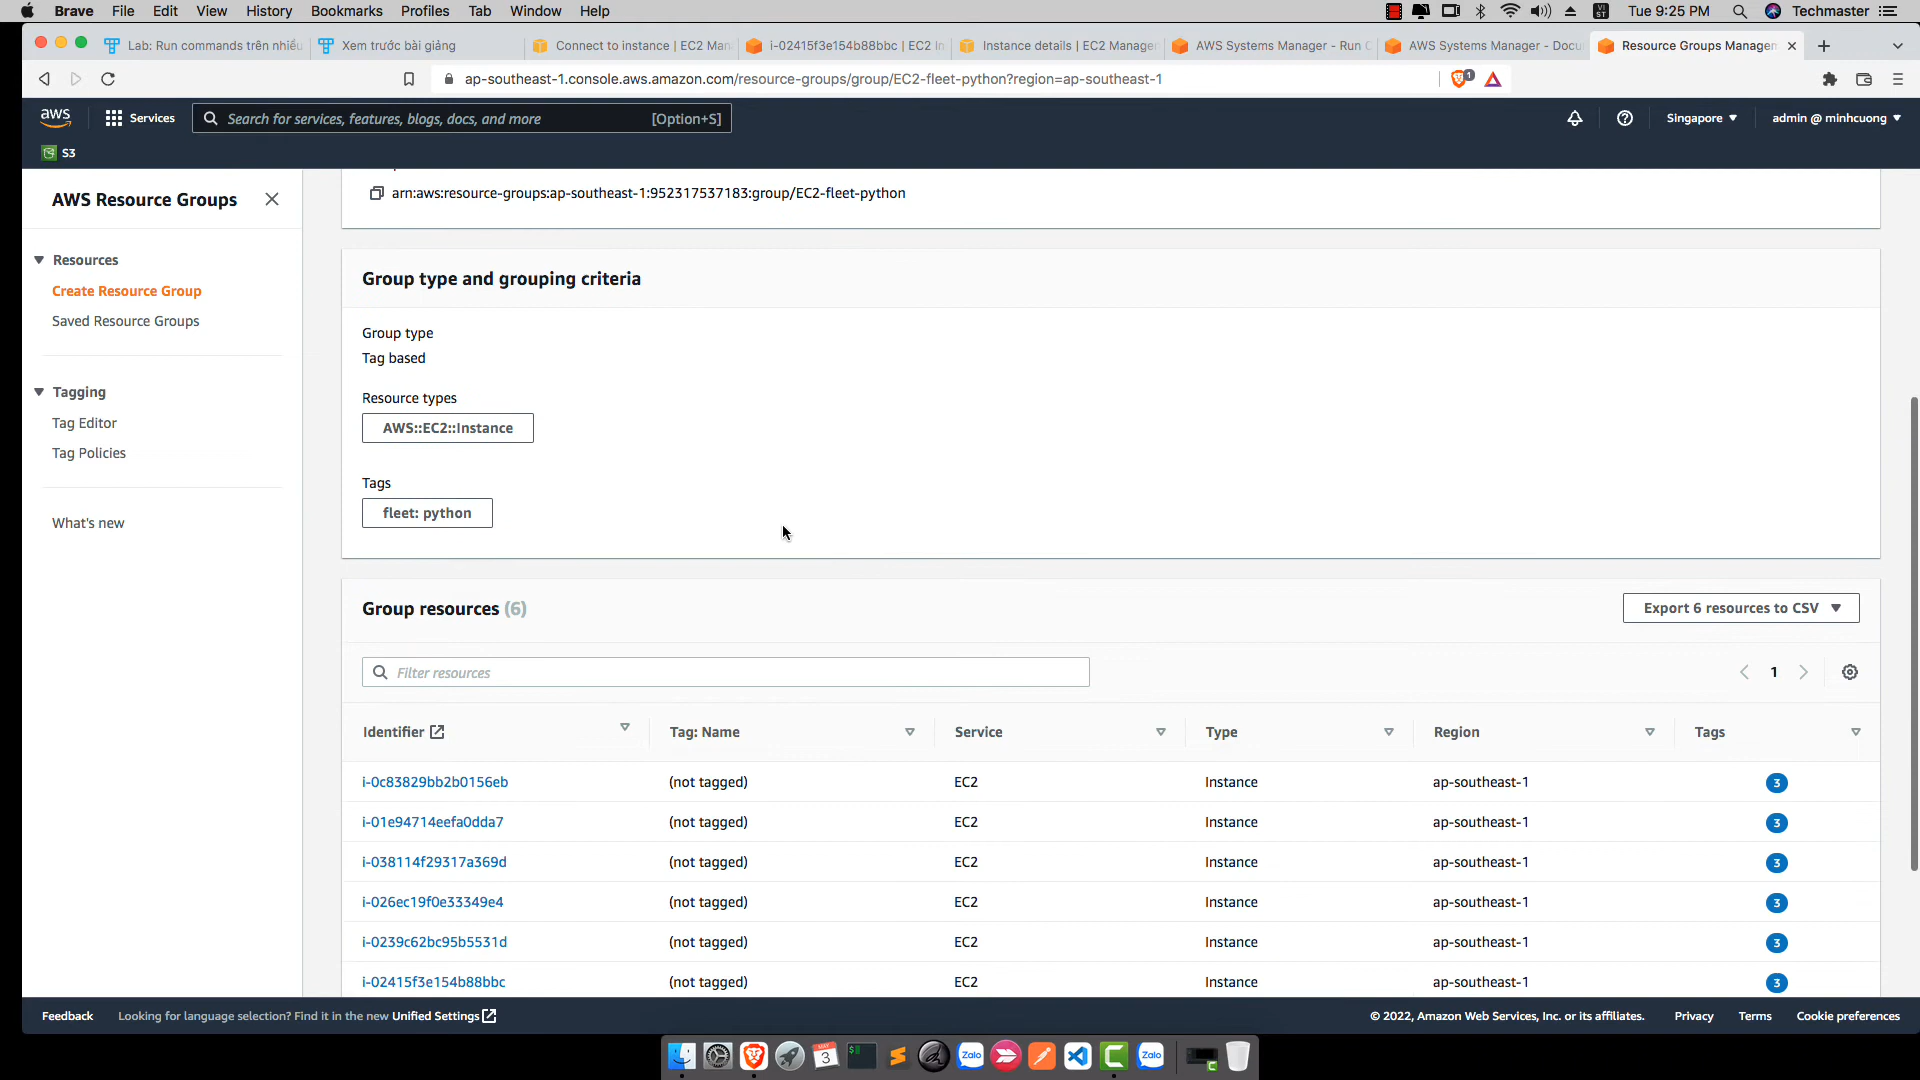 Brave File Edit View History Bookmarks Profiles Tab Window Help Tue 9:25 PM Techmaster
Lab: Run commands trên nhiều Xem trước bài giảng Connect to instance | EC2 Man i-02415f3e154b88bbc | EC2 In Instance details | EC2 Manager AWS Systems Manager - Run C AWS Systems Manager - Docu Resource Groups Managem
ap-southeast-1.console.aws.amazon.com/resource-groups/group/EC2-fleet-python?region=ap-southeast-1 1
aws Services Search for services, features, blogs, docs, and more [Option+S] Singapore admin @ minhcuong
S3
AWS Resource Groups
Resources
Create Resource Group
Saved Resource Groups
Tagging
Tag Editor
Tag Policies
What's new
arn:aws:resource-groups:ap-southeast-1:952317537183:group/EC2-fleet-python
Group type and grouping criteria
Group type
Tag based
Resource types
AWS::EC2::Instance
Tags
fleet: python
Group resources (6) Export 6 resources to CSV
Filter resources 1
Identifier Tag: Name Service Type Region Tags
i-0c83829bb2b0156eb (not tagged) EC2 Instance ap-southeast-1 3
i-01e94714eefa0dda7 (not tagged) EC2 Instance ap-southeast-1 3
i-038114f29317a369d (not tagged) EC2 Instance ap-southeast-1 3
i-026ec19f0e33349e4 (not tagged) EC2 Instance ap-southeast-1 3
i-0239c62bc95b5531d (not tagged) EC2 Instance ap-southeast-1 3
i-02415f3e154b88bbc (not tagged) EC2 Instance ap-southeast-1 3
Feedback Looking for language selection? Find it in the new Unified Settings © 2022, Amazon Web Services, Inc. or its affiliates. Privacy Terms Cookie preferences
MAY 3 Zalo Zalo